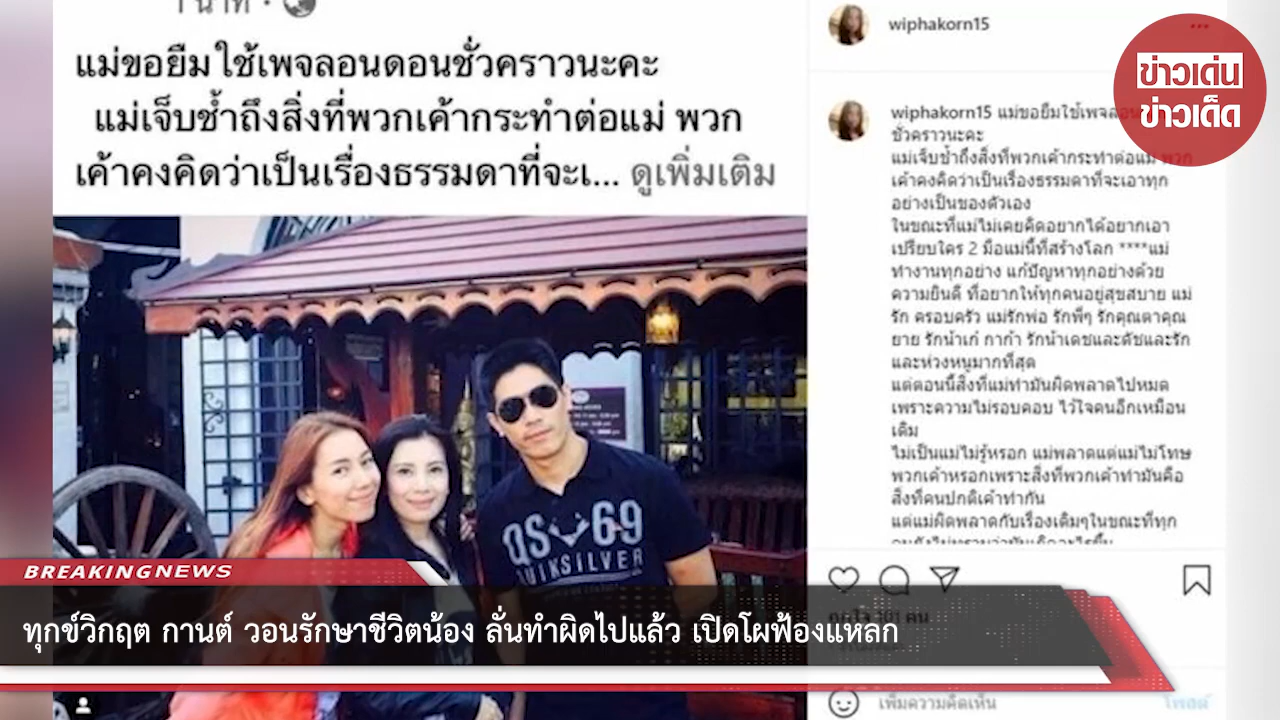 1 นาที ·
แม่ขอยืมใช้เพจลอนดอนชั่วคราวนะคะ
แม่เจ็บช้ำถึงสิ่งที่พวกเค้ากระทำต่อแม่ พวก
เค้าคงคิดว่าเป็นเรื่องธรรมดาที่จะเ... ดูเพิ่มเติม
QS 69
QUIKSILVER
wiphakorn15
ข่าวเด่น
ข่าวเด็ด
wiphakorn15 แม่ขอยืมใช้เพจลอน
ชั่วคราวนะคะ
แม่เจ็บช้ำถึงสิ่งที่พวกเค้ากระทำต่อแม่ พวก
เค้าคงคิดว่าเป็นเรื่องธรรมดาที่จะเอาทุก
อย่างเป็นของตัวเอง
ในขณะที่แม่ไม่เคยคิดอยากได้อยากเอา
เปรียบใคร 2 มือแม่นี้ที่สร้างโลก ****แม่
ทำงานทุกอย่าง แก้ปัญหาทุกอย่างด้วย
ความยินดี ที่อยากให้ทุกคนอยู่สุขสบาย แม่
รัก ครอบครัว แม่รักพ่อ รักพี่ๆ รักคุณตาคุณ
ยาย รักน้าเก๋ กาก้า รักน้าเดชและดัชและรัก
และห่วงหนูมากที่สุด
แต่ตอนนี้สิ่งที่แม่ทำมันผิดพลาดไปหมด
เพราะความไม่รอบคอบ ไว้ใจคนอีกเหมือน
เดิม
ไม่เป็นแม่ไม่รู้หรอก แม่พลาดแต่แม่ไม่โทษ
พวกเค้าหรอกเพราะสิ่งที่พวกเค้าทำมันคือ
สิ่งที่คนปกติเค้าทำกัน
แต่แม่ผิดพลาดกับเรื่องเดิมๆในขณะที่ทุก
เพิ่มความคิดเห็น
โพสต์
BREAKING NEWS
ทุกข์วิกฤต กานต์ วอนรักษาชีวิตน้อง ลั่นทำผิดไปแล้ว เปิดโผฟ้องแหลก